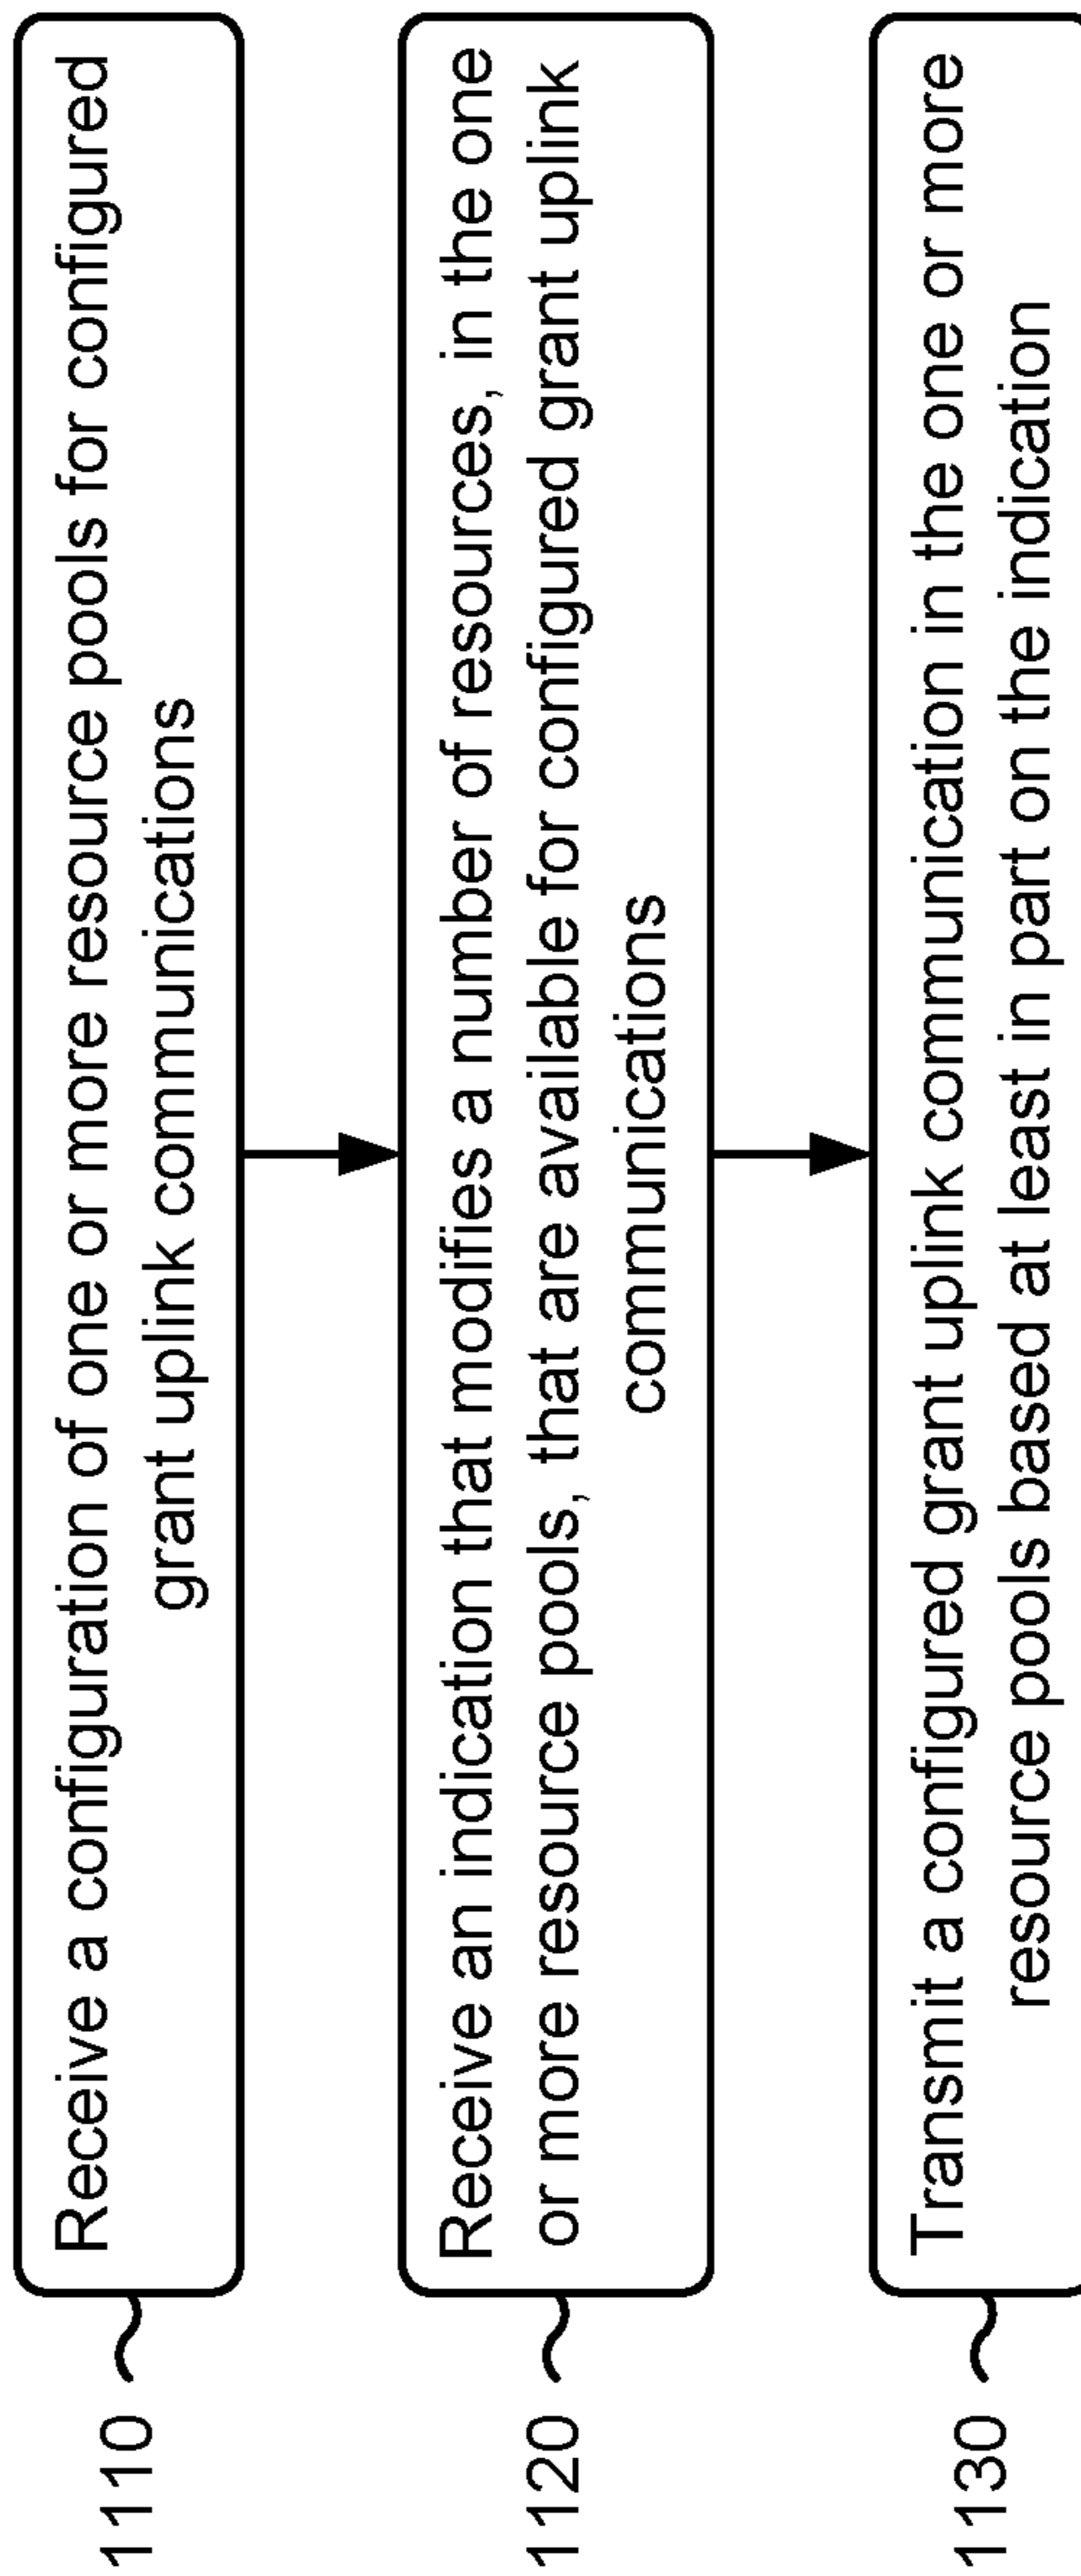 1110
Receive a configuration of one or more resource pools for configured
grant uplink communications
1120
Receive an indication that modifies a number of resources, in the one
or more resource pools, that are available for configured grant uplink
communications
1130
Transmit a configured grant uplink communication in the one or more
resource pools based at least in part on the indication